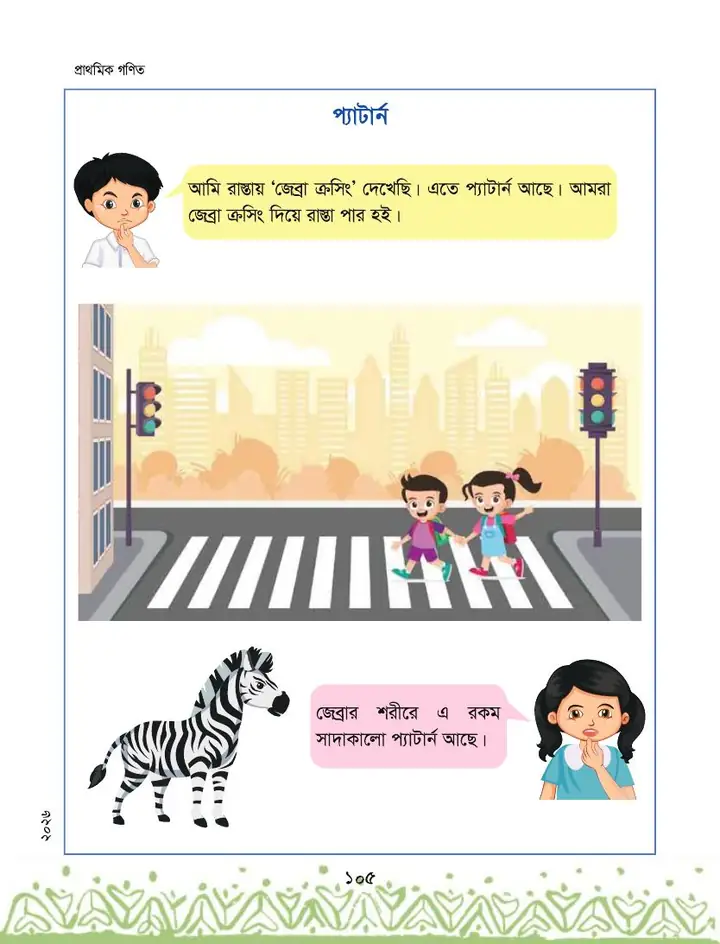 প্রাথমিক গণিত
প্যাটার্ন
আমি রাস্তায় ‘জেব্রা ক্রসিং’ দেখেছি। এতে প্যাটার্ন আছে। আমরা
জেব্রা ক্রসিং দিয়ে রাস্তা পার হই।
জেব্রার শরীরে এ রকম
সাদাকালো প্যাটার্ন আছে।
২০২৬
১০৫